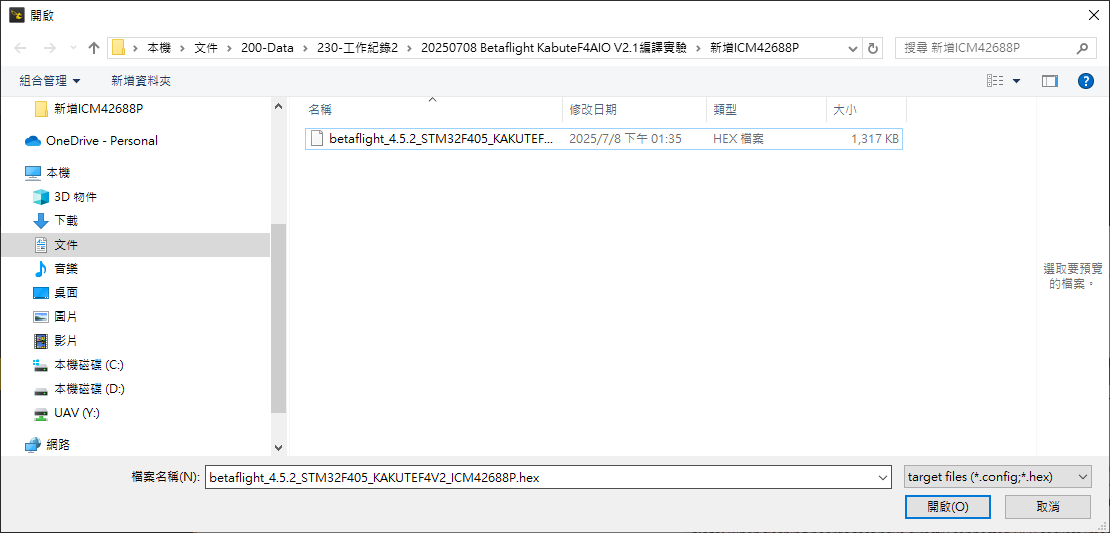 開啟
本機 › 文件 › 200-Data › 230-工作紀錄2 › 20250708 Betaflight KabuteF4AIO V2.1編譯實驗 › 新增ICM42688P
搜尋 新增ICM42688P
組合管理 新增資料夾
新增ICM42688P
OneDrive - Personal
本機
3D 物件
下載
文件
音樂
桌面
圖片
影片
本機磁碟 (C:)
本機磁碟 (D:)
UAV (Y:)
網路
名稱 修改日期 類型 大小
betaflight_4.5.2_STM32F405_KAKUTEF... 2025/7/8 下午 01:35 HEX 檔案 1,317 KB
選取要預覽
的檔案。
檔案名稱(N): betaflight_4.5.2_STM32F405_KAKUTEF4V2_ICM42688P.hex target files (*.config;*.hex)
開啟(O) 取消